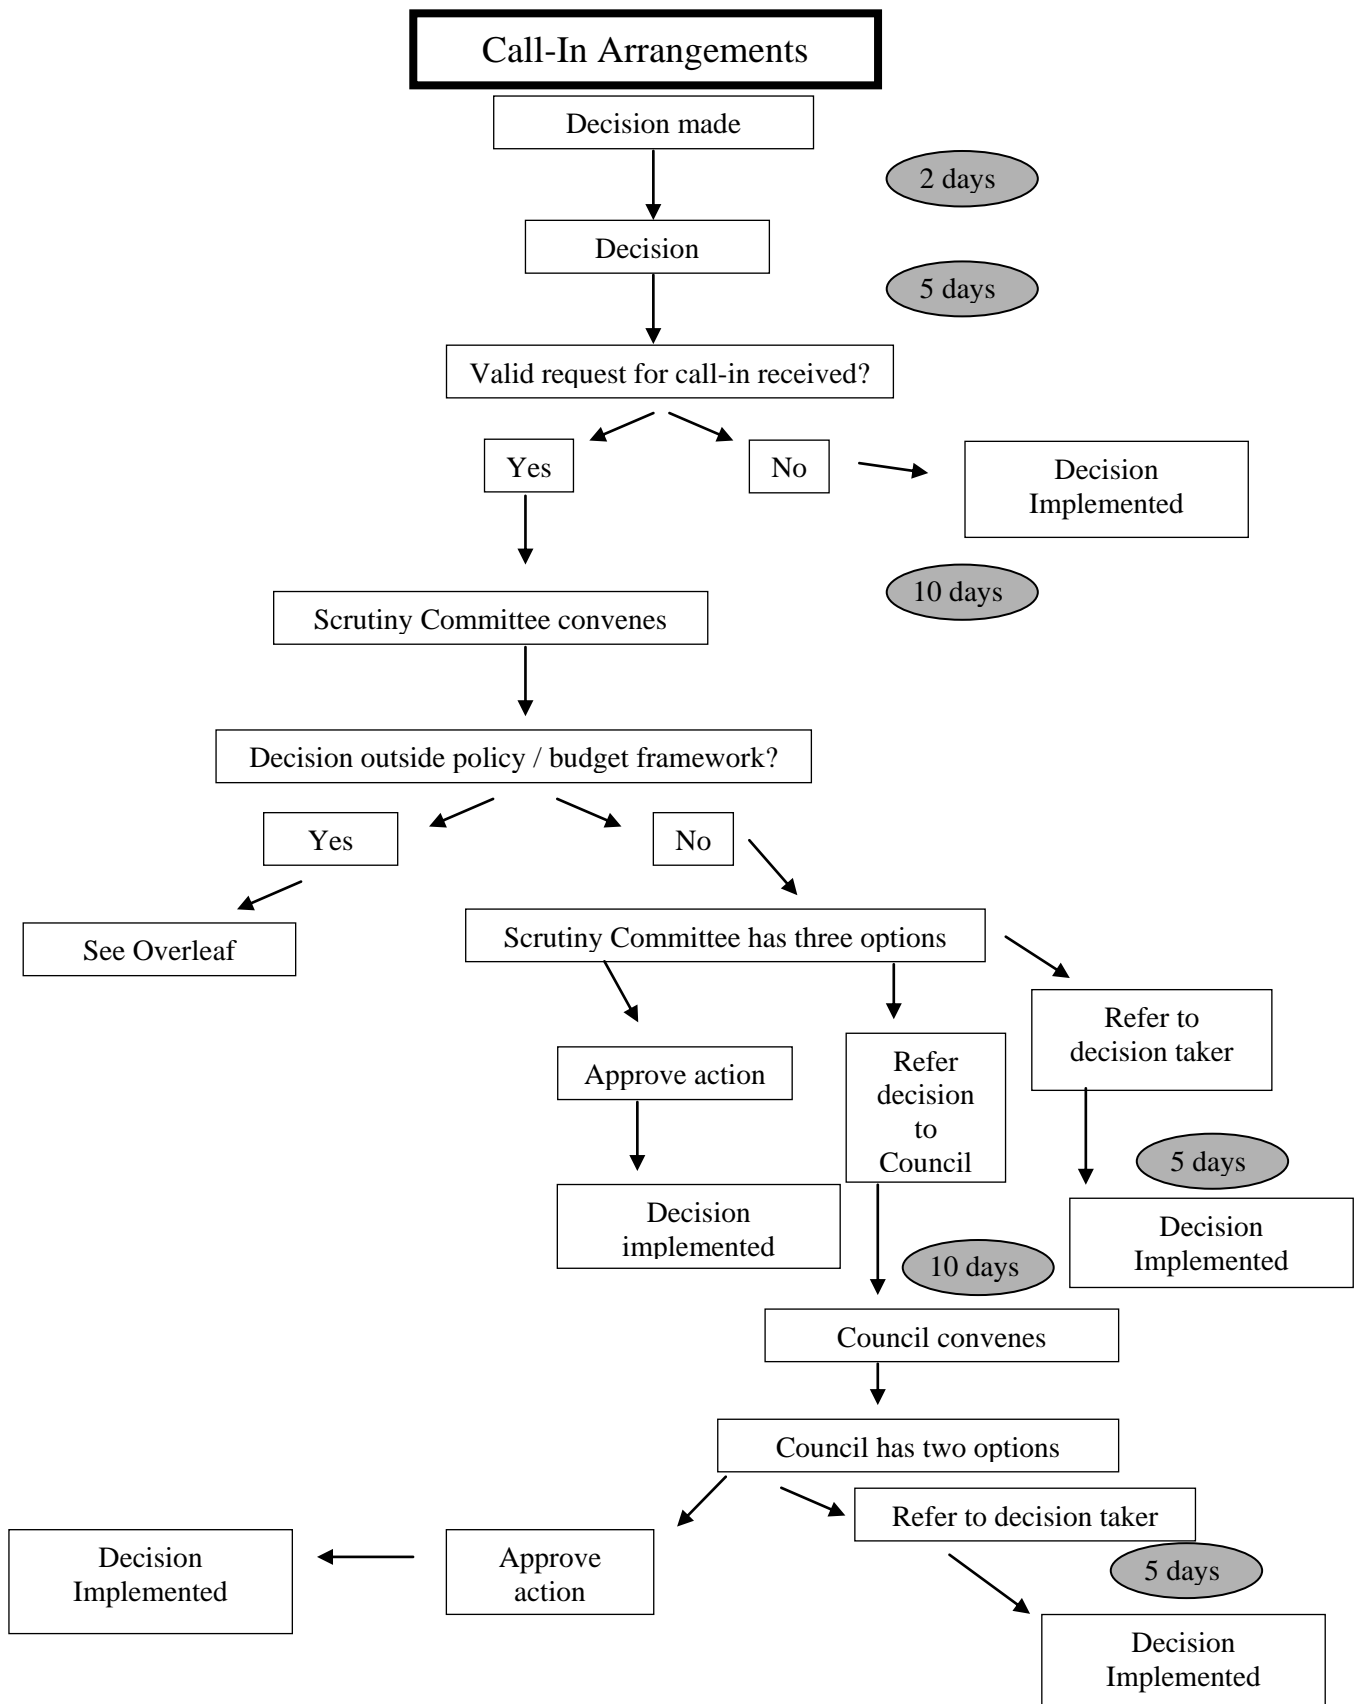 Call-In Arrangements
Decision made
2 days
Decision
5 days
Valid request for call-in received?
Yes
No
Decision
Implemented
10 days
Scrutiny Committee convenes
Decision outside policy / budget framework?
Yes
No
See Overleaf
Scrutiny Committee has three options
Approve action
Refer
decision
to
Council
Refer to
decision taker
5 days
Decision
implemented
Decision
Implemented
10 days
Council convenes
Council has two options
Refer to decision taker
Approve
action
Decision
Implemented
5 days
Decision
Implemented